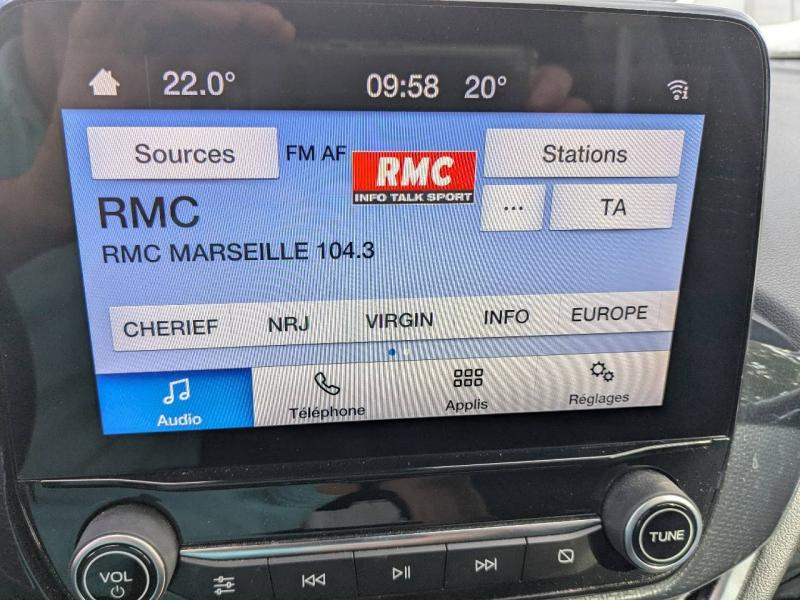 22.0° 09:58 20°
Sources FM AF RMC Stations
INFO TALK SPORT
... TA
RMC
RMC MARSEILLE 104.3
CHERIEF NRJ VIRGIN INFO EUROPE
Audio Téléphone Applis Réglages
VOL TUNE